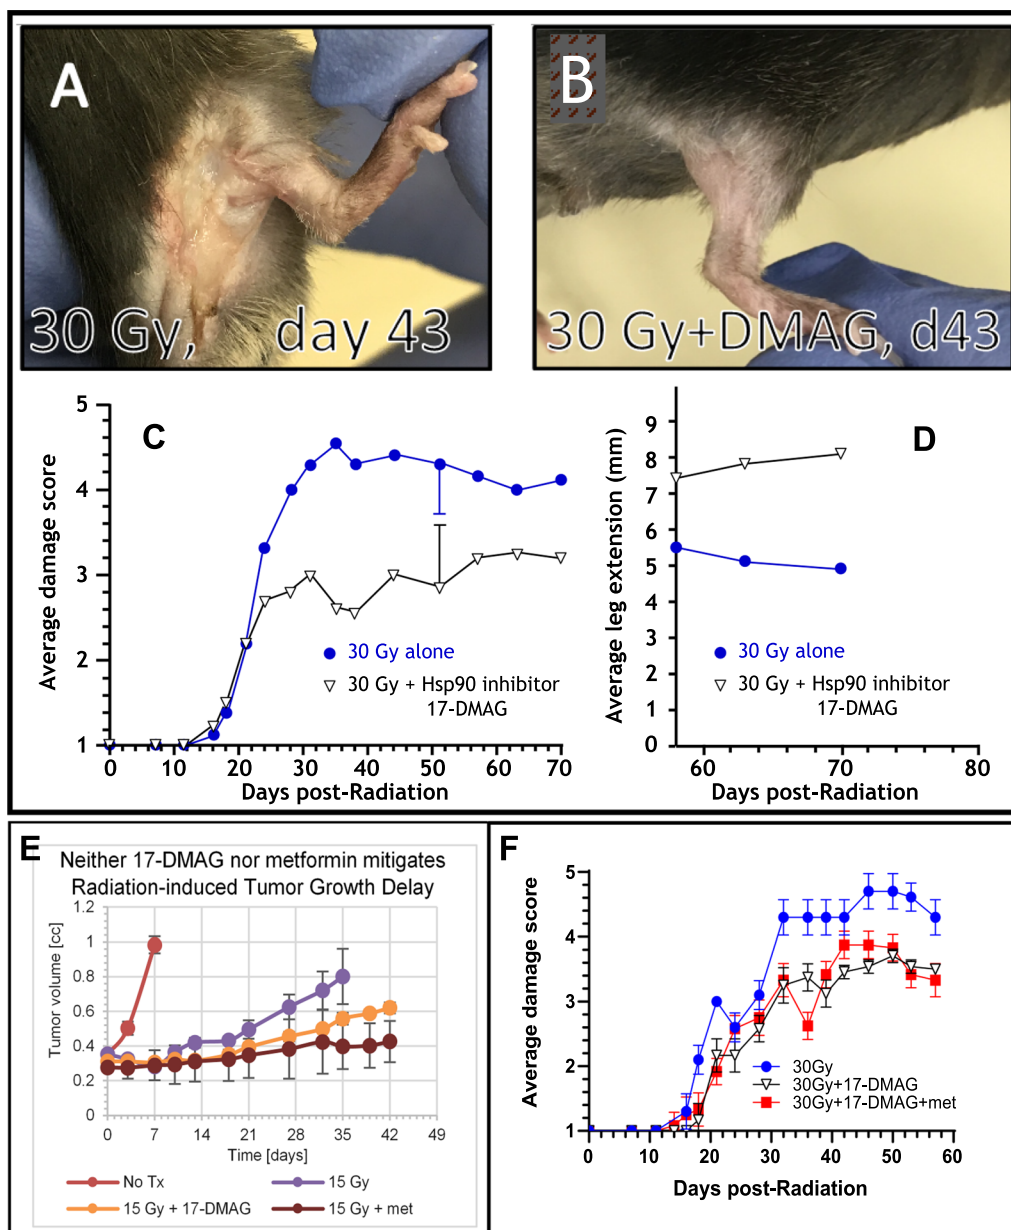 A
30 Gy, day 43
B
30 Gy+DMAG, d43
C
Average damage score
5
4
3
2
1
30 Gy alone
30 Gy + Hsp90 inhibitor
17-DMAG
0 10 20 30 40 50 60 70
Days post-Radiation
D
Average leg extension (mm)
9
8
7
6
5
4
3
2
1
0
30 Gy alone
30 Gy + Hsp90 inhibitor
17-DMAG
60 70 80
Days post-Radiation
E
Neither 17-DMAG nor metformin mitigates
Radiation-induced Tumor Growth Delay
Tumor volume [cc]
1.2
1
0.8
0.6
0.4
0.2
0
0 7 14 21 28 35 42 49
Time [days]
No Tx
15 Gy
15 Gy + 17-DMAG
15 Gy + met
F
Average damage score
5
4
3
2
1
30Gy
30Gy+17-DMAG
30Gy+17-DMAG+met
0 10 20 30 40 50 60
Days post-Radiation